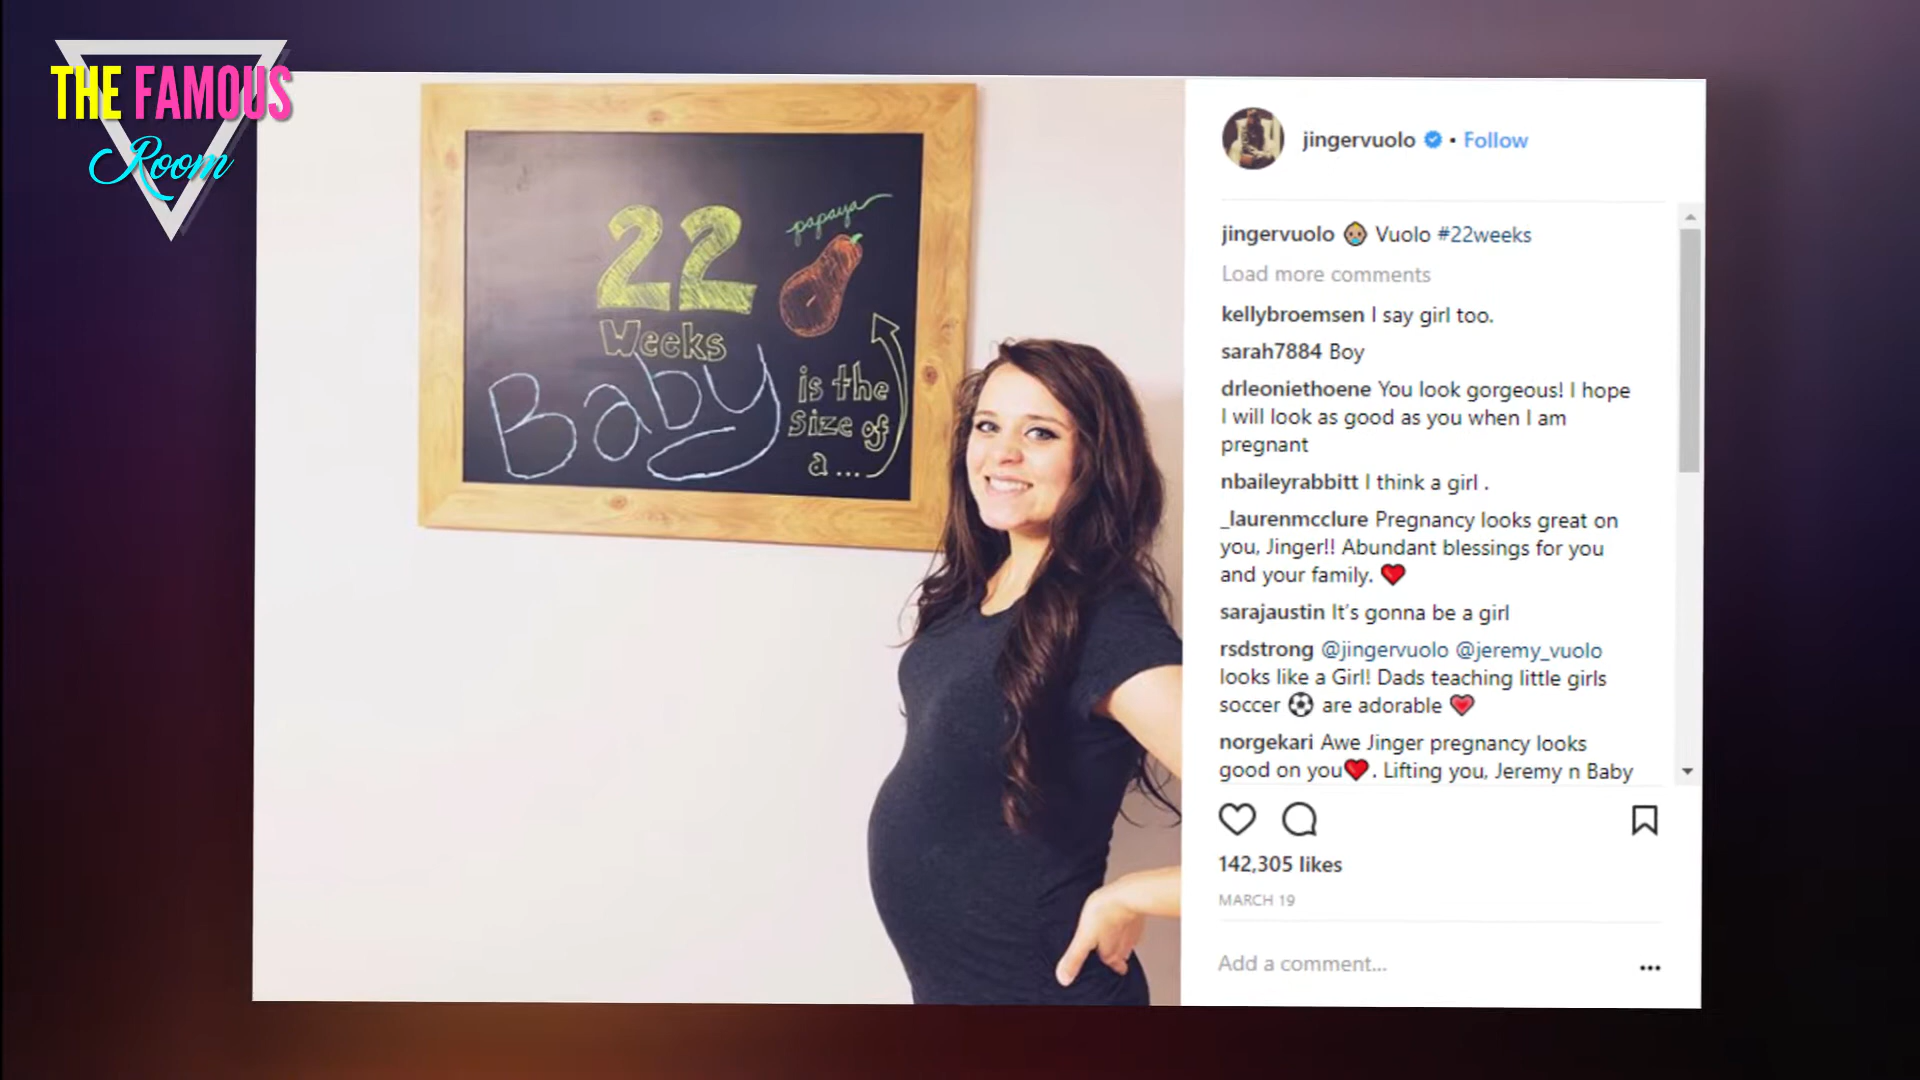 THE FAMOUS
Room
22
Weeks
Baby
papaya
is the
size of
a...
jingervuolo • Follow
jingervuolo 👶🏼 Vuolo #22weeks
Load more comments
kellybroemsen I say girl too.
sarah7884 Boy
drleoniethoene You look gorgeous! I hope
I will look as good as you when I am
pregnant
nbaileyrabbitt I think a girl .
_laurenmcclure Pregnancy looks great on
you, Jinger!! Abundant blessings for you
and your family. ❤️
sarajaustin It's gonna be a girl
rsdstrong @jingervuolo @jeremy_vuolo
looks like a Girl! Dads teaching little girls
soccer ⚽ are adorable ❤️
norgekari Awe Jinger pregnancy looks
good on you❤️. Lifting you, Jeremy n Baby
142,305 likes
MARCH 19
Add a comment...